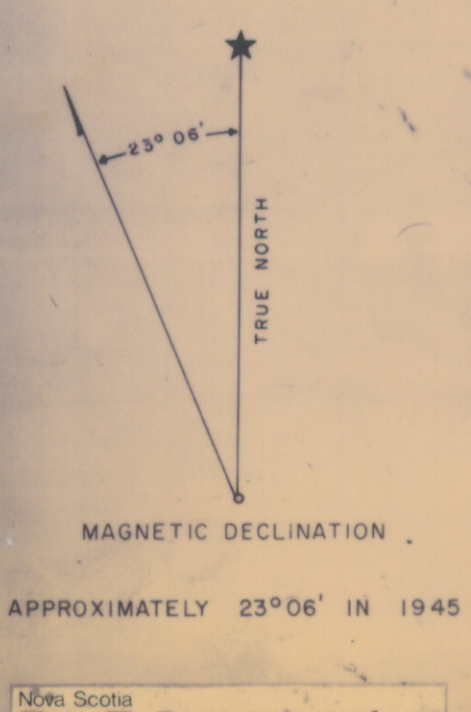 23° 06'
TRUE NORTH
MAGNETIC DECLINATION
APPROXIMATELY 23°06' IN 1945
Nova Scotia